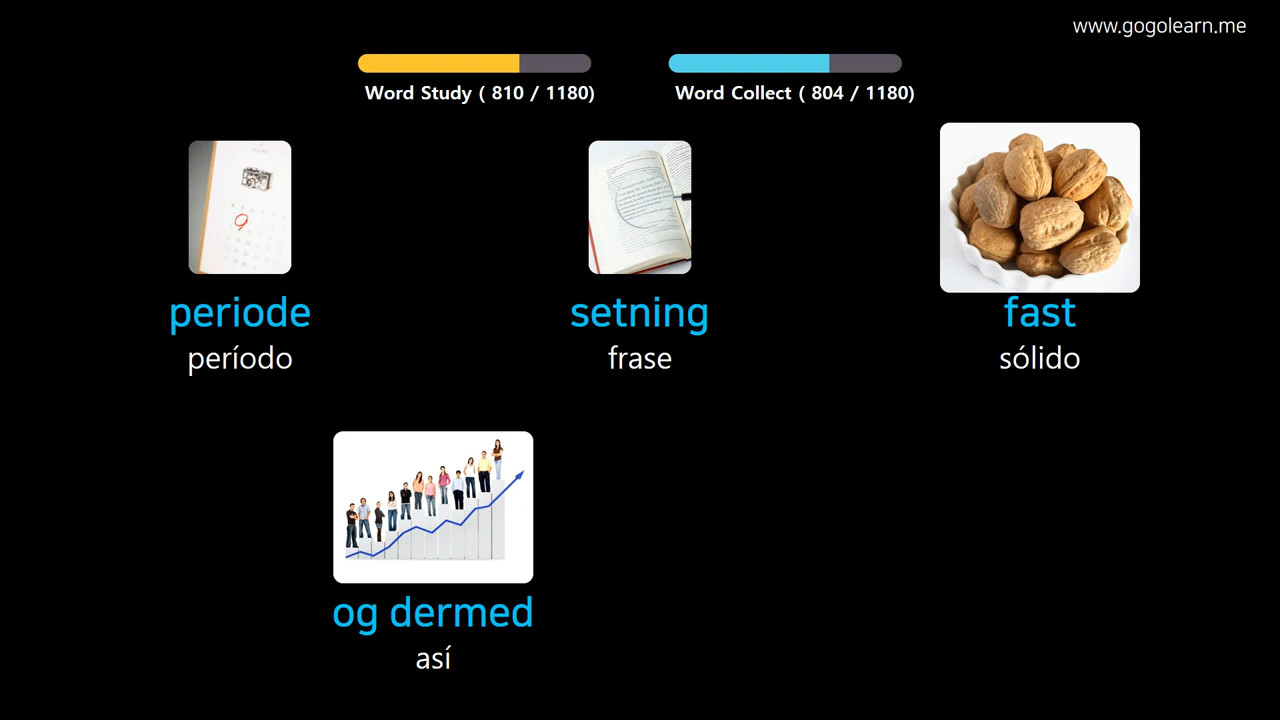 www.gogolearn.me
Word Study ( 810 / 1180)
Word Collect ( 804 / 1180)
periode
período
setning
frase
fast
sólido
og dermed
así